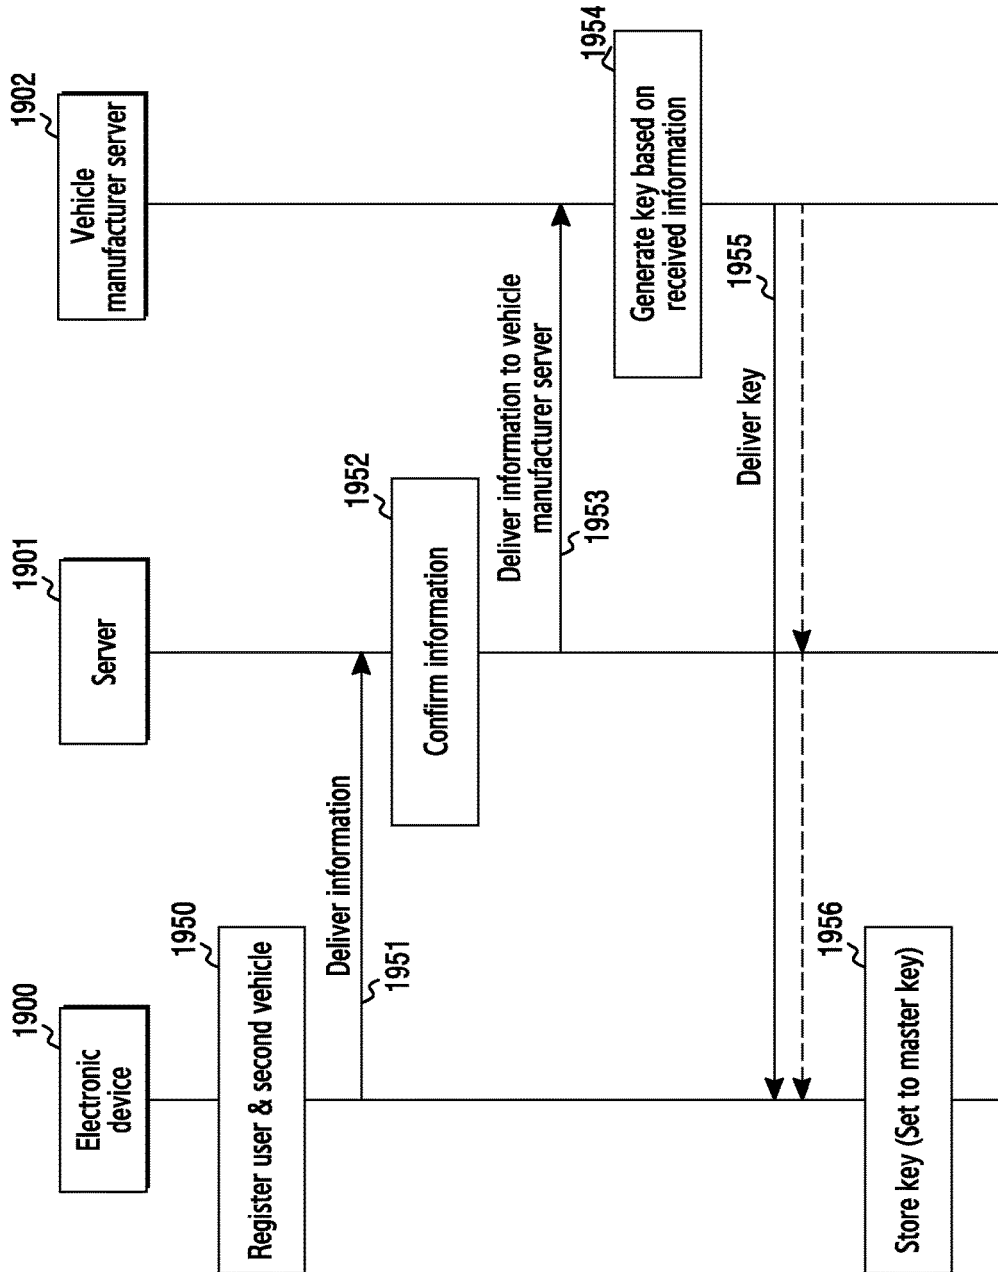 1900
Electronic
device
1901
Server
1902
Vehicle
manufacturer server
1950
Register user & second vehicle
Deliver information
1951
1952
Confirm information
Deliver information to vehicle
manufacturer server
1953
1954
Generate key based on
received information
Deliver key
1955
1956
Store key (Set to master key)